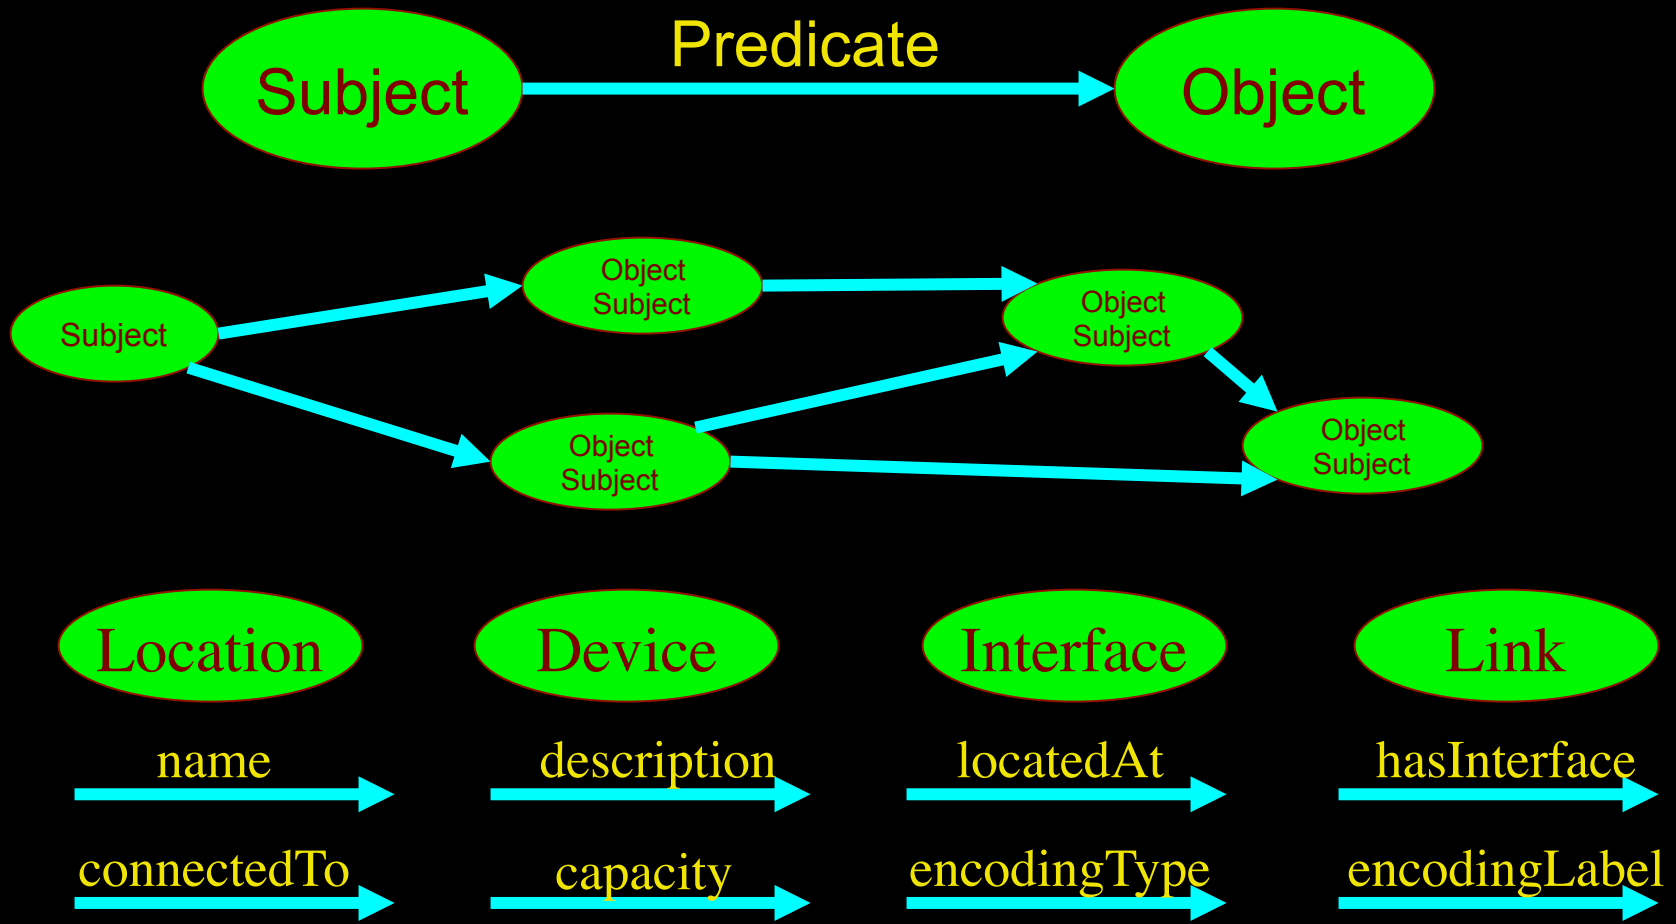 Predicate
Subject
Object
Object
Subject
Object
Subject
Subject
Object
Subject
Object
Subject
Location
Device
Interface
Link
name
description
locatedAt
hasInterface
connectedTo
capacity
encodingType
encodingLabel